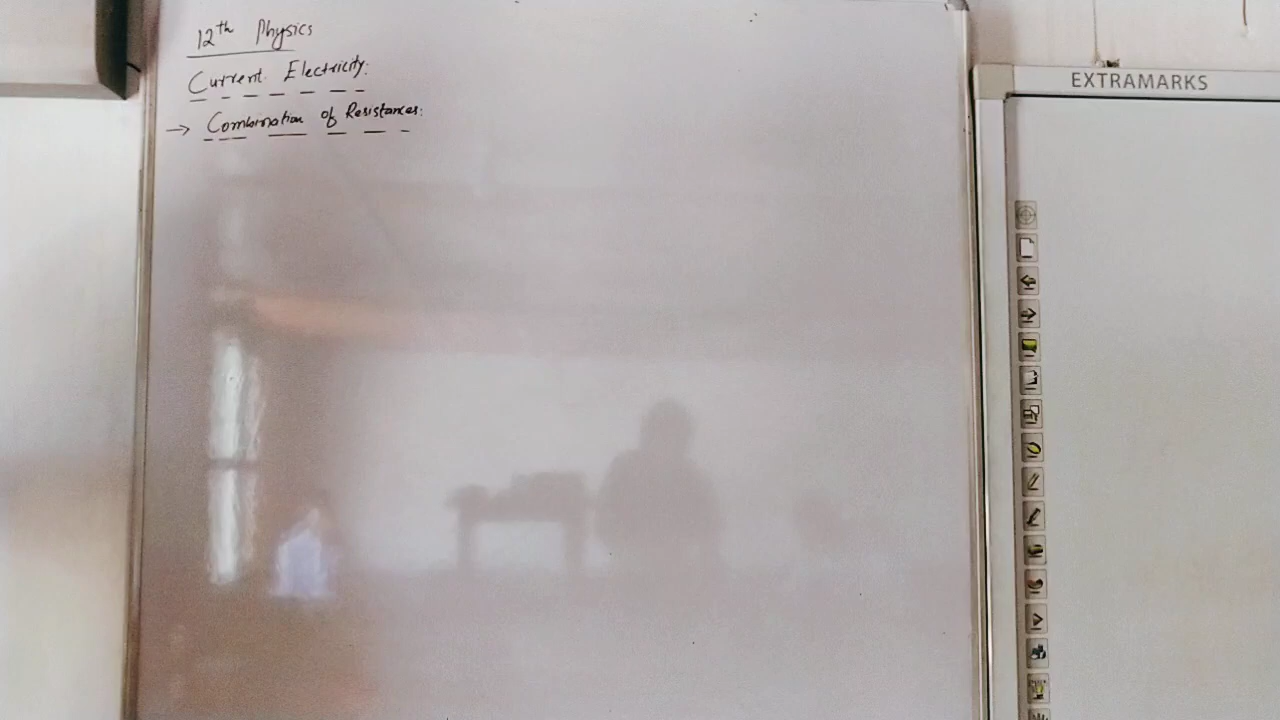 12th Physics
Current Electricity:
→ Combination of Resistances:
EXTRAMARKS